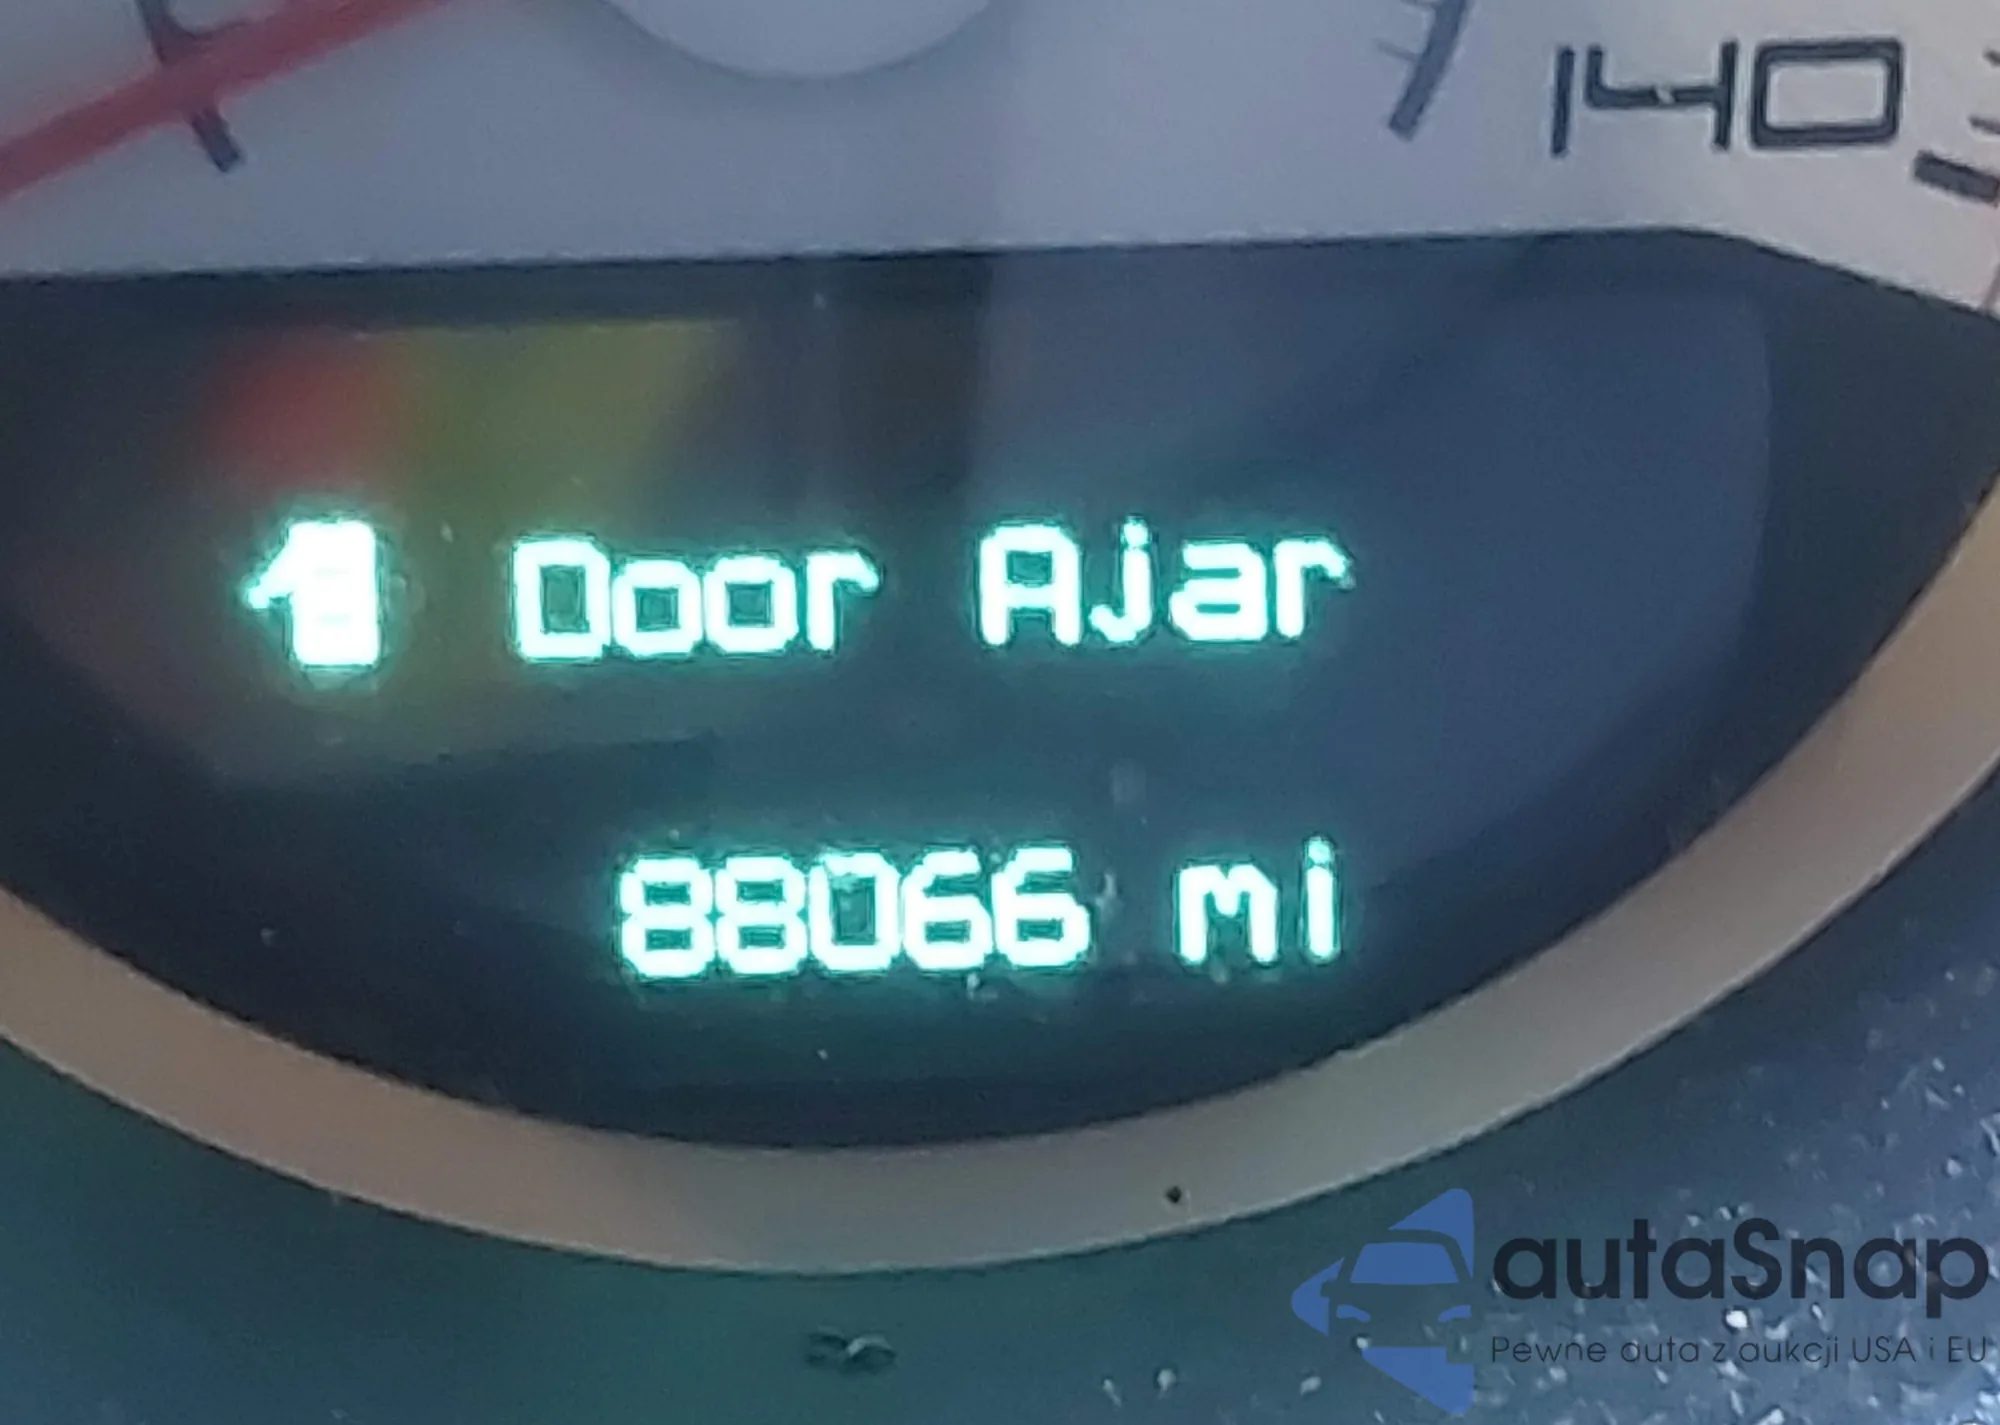 140
Door Ajar
88066 mi
autaSnap
Pewne auta z aukcji USA i EU